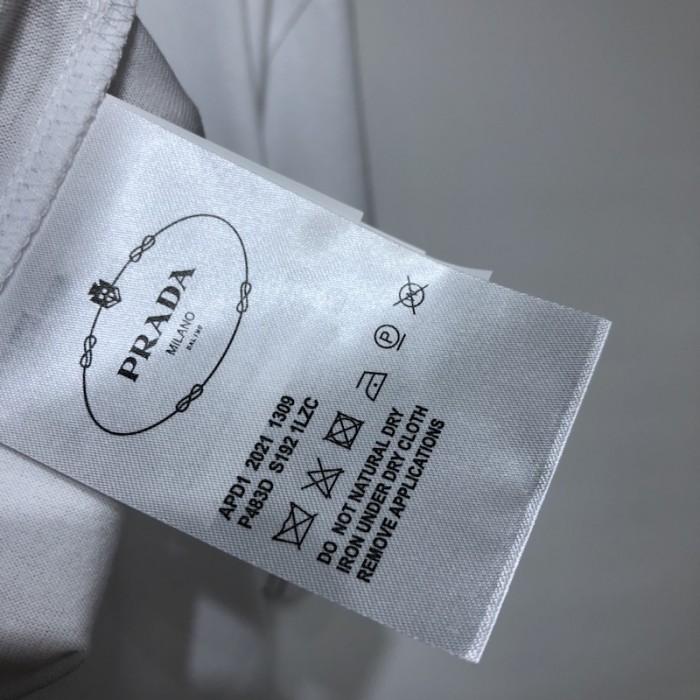 PRADA
MILANO
DAL 1913
APD1 2021 1309
P483D S192 1LZC
P
DO NOT NATURAL DRY
IRON UNDER DRY CLOTH
REMOVE APPLICATIONS